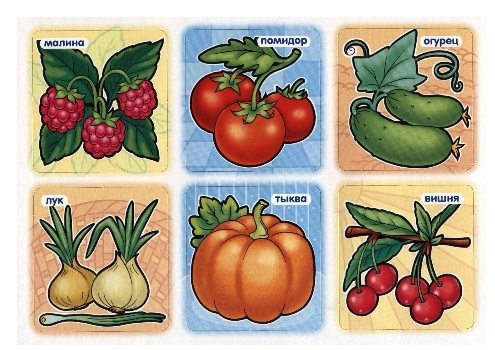 малина
помидор
огурец
лук
тыква
вишня